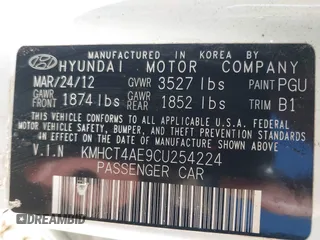 MANUFACTURED IN KOREA BY
HYUNDAI MOTOR COMPANY
MAR/24/12 GVWR 3527 lbs PAINT PGU
GAWR FRONT 1874 lbs GAWR REAR 1852 lbs TRIM B1
THIS VEHICLE CONFORMS TO ALL APPLICABLE U.S.A. FEDERAL
MOTOR VEHICLE SAFETY, BUMPER, AND THEFT PREVENTION
STANDARDS IN EFFECT ON THE DATE OF MANUFACTURE SHOWN ABOVE.
V.I.N KMHCT4AE9CU254224
PASSENGER CAR
DREAMBID